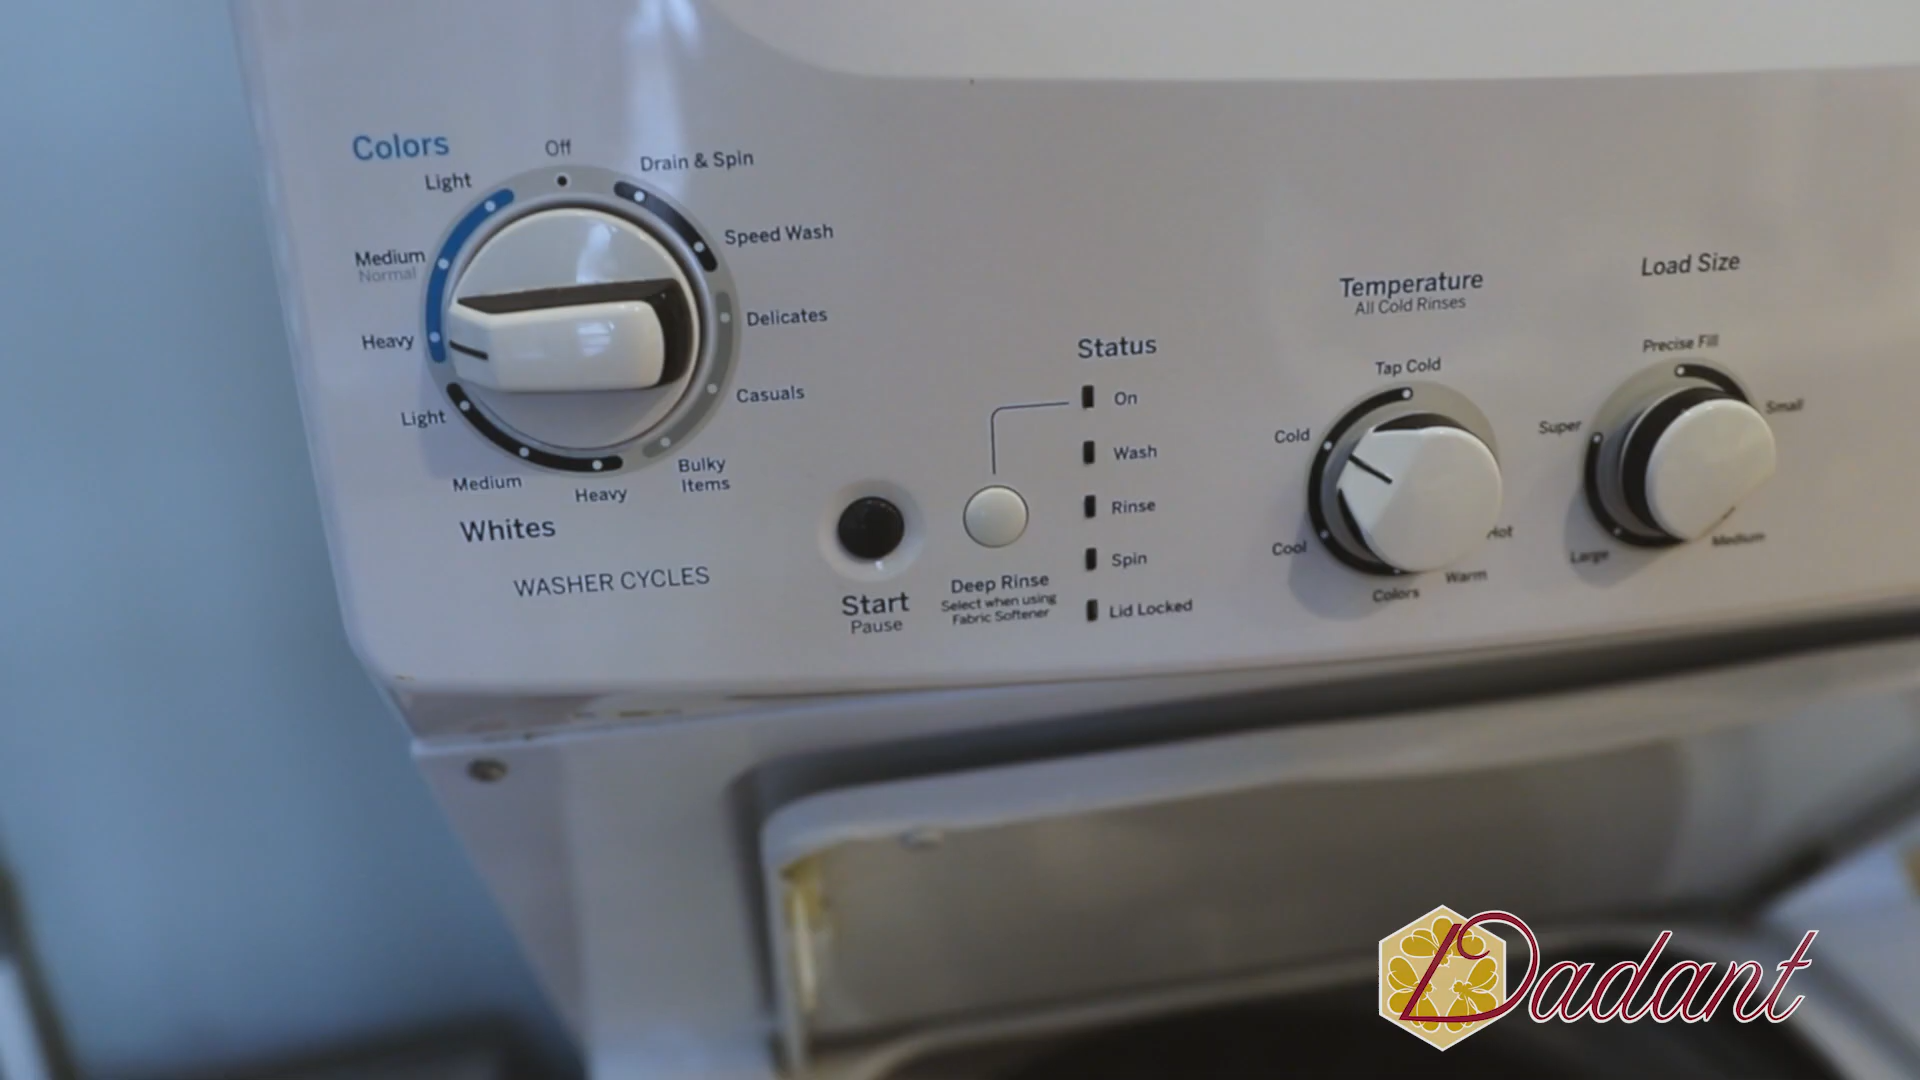 Colors
Off
Light
Drain & Spin
Medium
Normal
Speed Wash
Heavy
Delicates
Light
Casuals
Medium
Heavy
Bulky
Items
Whites
WASHER CYCLES
Start
Pause
Deep Rinse
Select when using
Fabric Softener
Status
On
Wash
Rinse
Spin
Lid Locked
Temperature
All Cold Rinses
Tap Cold
Cold
Cool
Colors
Warm
Hot
Load Size
Precise Fill
Small
Super
Medium
Large
Dadant